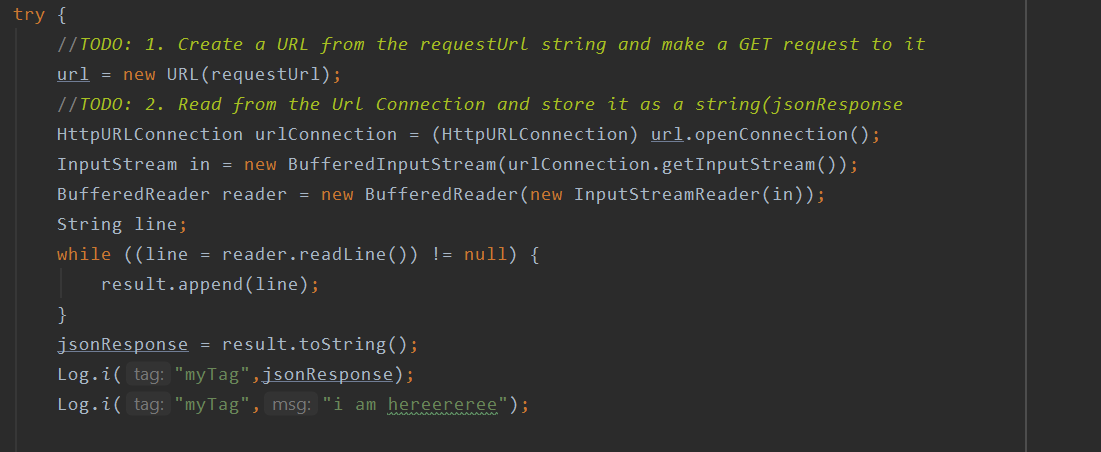 try {
//TODO: 1. Create a URL from the requestUrl string and make a GET request to it
url = new URL(requestUrl);
//TODO: 2. Read from the Url Connection and store it as a string(jsonResponse
HttpURLConnection urlConnection = (HttpURLConnection) url.openConnection();
InputStream in = new BufferedInputStream(urlConnection.getInputStream());
BufferedReader reader = new BufferedReader(new InputStreamReader(in));
String line;
while ((line = reader.readLine()) != null) {
result.append(line);
}
jsonResponse = result.toString();
Log.i( tag: "myTag",jsonResponse);
Log.i( tag: "myTag", msg: "i am hereereree");